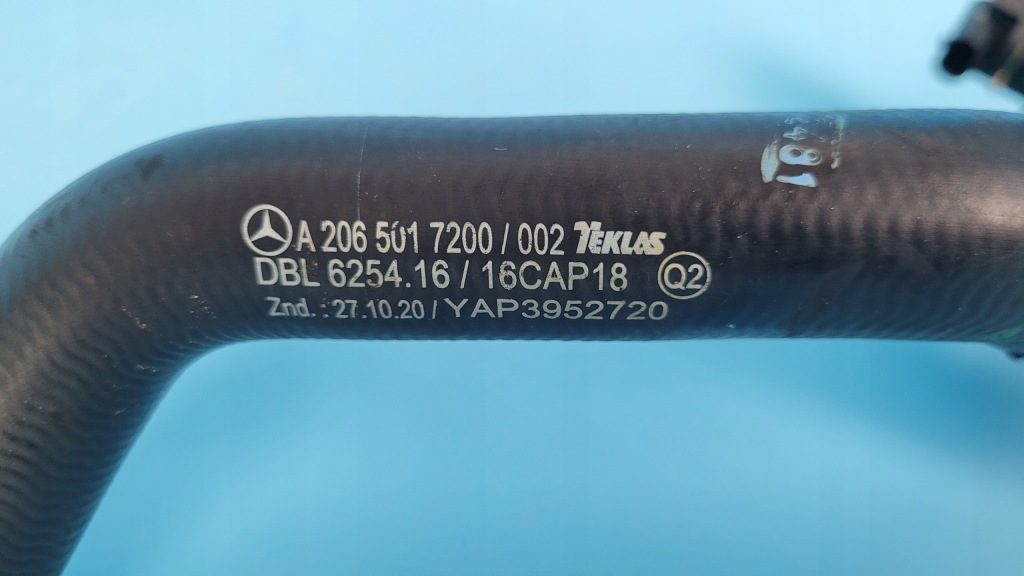 A 206 501 7200 / 002 TEKLAS
DBL 6254.16 / 16CAP18 Q2
Znd. : 27.10.20 / YAP3952720